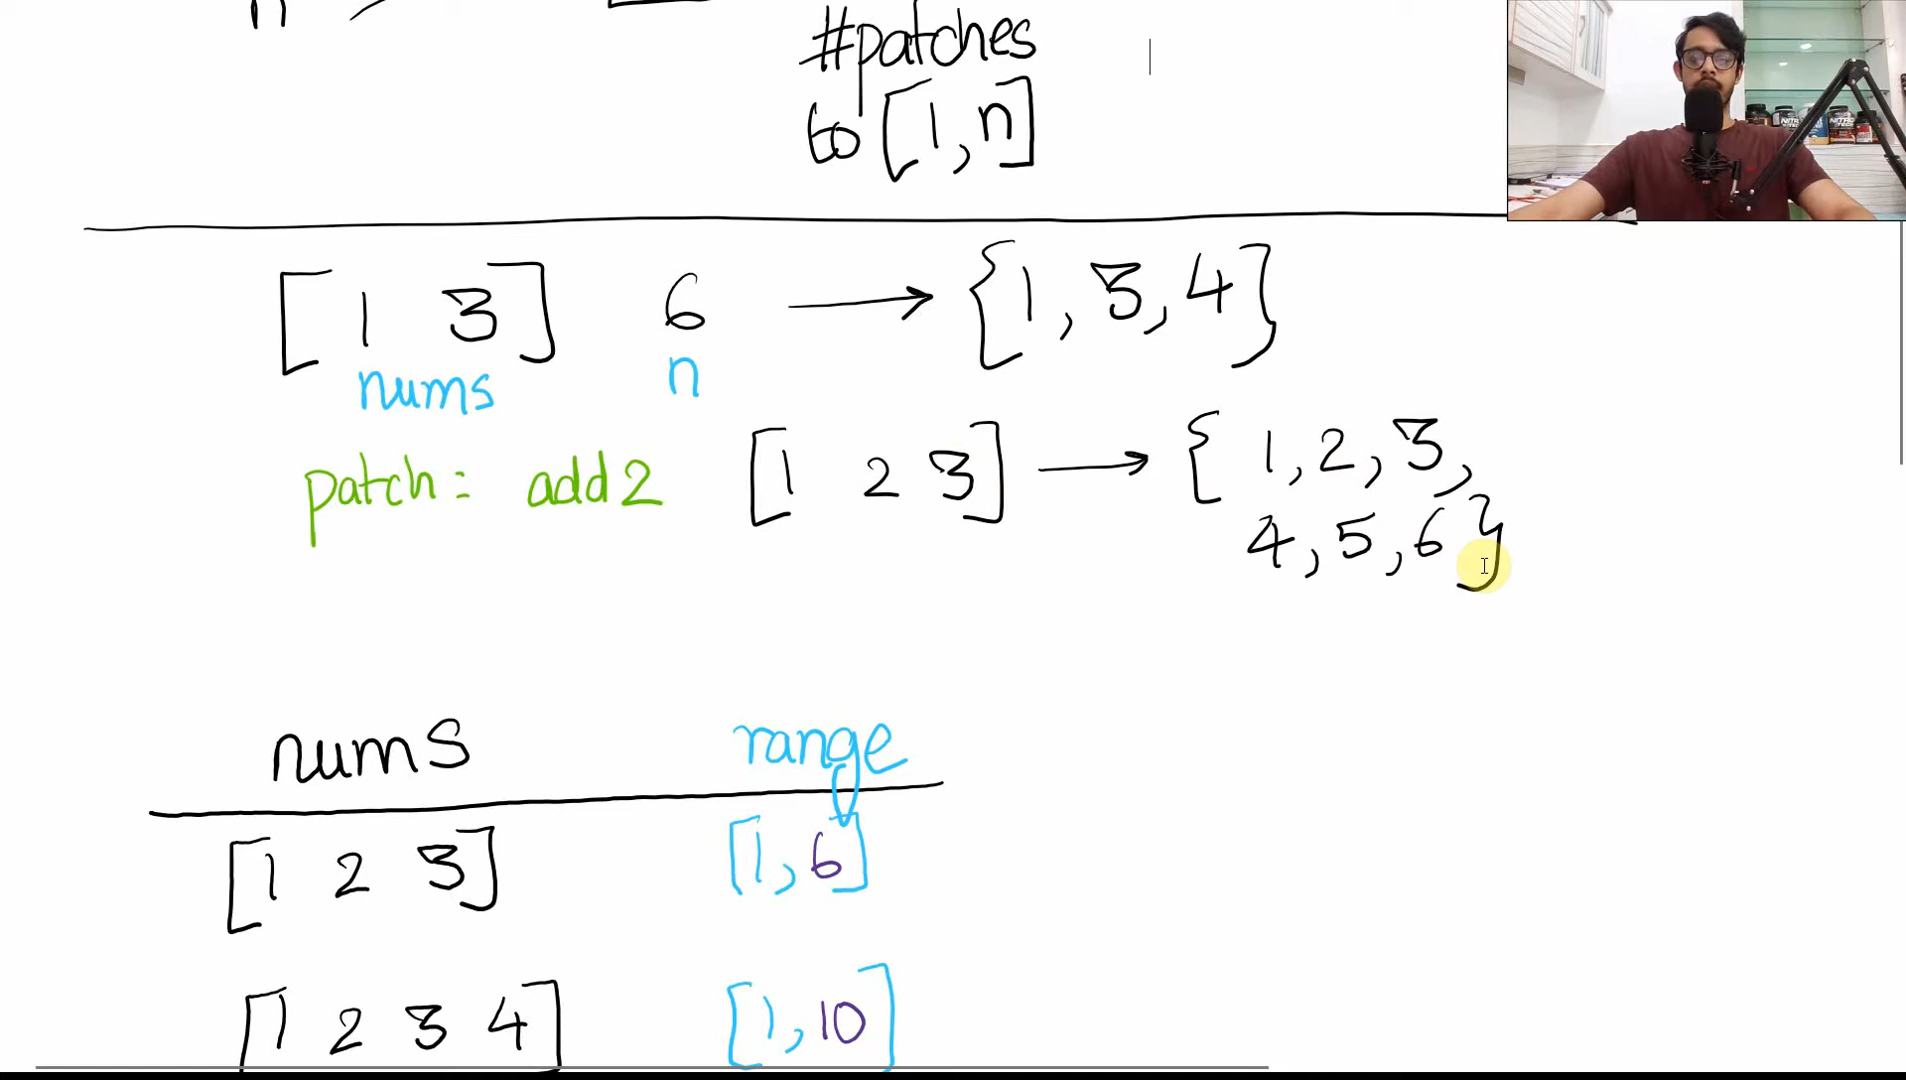 #patches
to [1, n]
[1 3] 6 → {1, 3, 4}
nums n
patch: add 2 [1 2 3] → { 1, 2, 3,
4, 5, 6 }
nums range
[1 2 3] [1, 6]
[1 2 3 4] [1, 10]